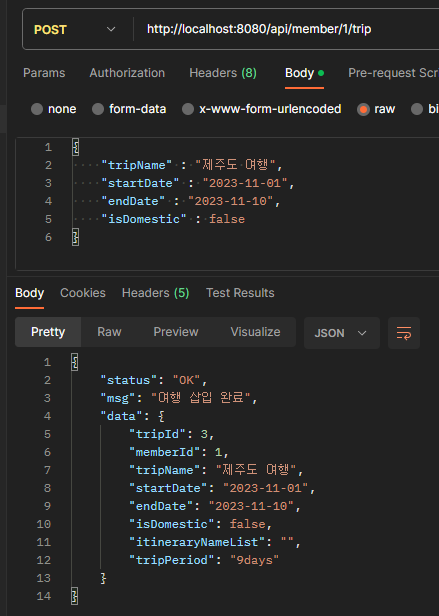 POST http://localhost:8080/api/member/1/trip
Params Authorization Headers (8) Body Pre-request Scr
none form-data x-www-form-urlencoded raw bi
1 {
2 "tripName" : "제주도 여행",
3 "startDate" : "2023-11-01",
4 "endDate" : "2023-11-10",
5 "isDomestic" : false
6 }
Body Cookies Headers (5) Test Results
Pretty Raw Preview Visualize JSON
1 {
2 "status": "OK",
3 "msg": "여행 삽입 완료",
4 "data": {
5 "tripId": 3,
6 "memberId": 1,
7 "tripName": "제주도 여행",
8 "startDate": "2023-11-01",
9 "endDate": "2023-11-10",
10 "isDomestic": false,
11 "itineraryNameList": "",
12 "tripPeriod": "9days"
13 }
14 }